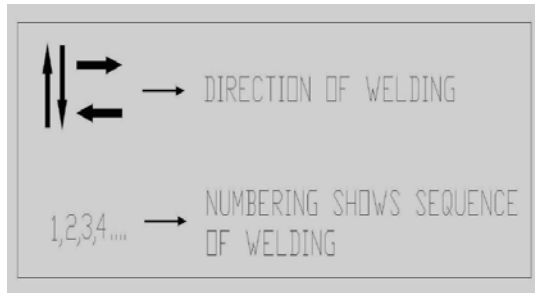 DIRECTION OF WELDING
1,2,3,4....
NUMBERING SHOWS SEQUENCE
OF WELDING